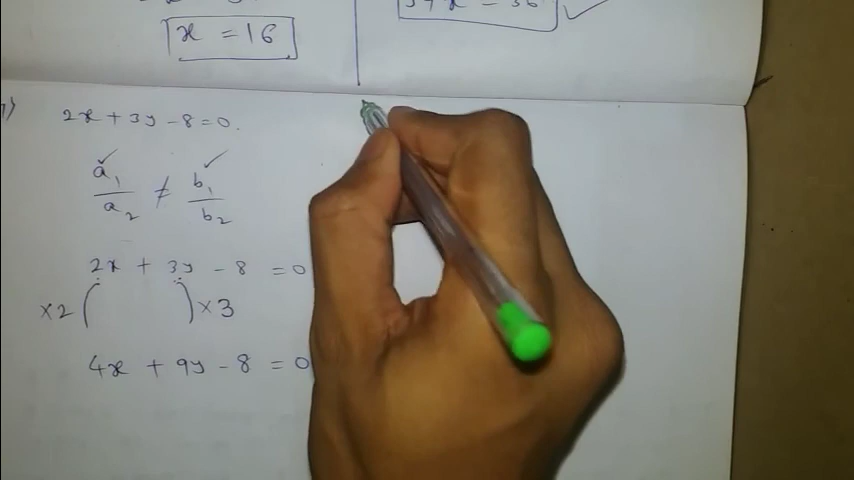 x = 16
2x + 3y - 8 = 0.
a₁/a₂ ≠ b₁/b₂
2x + 3y - 8 = 0
×2 ( ) ×3
4x + 9y - 8 = 0